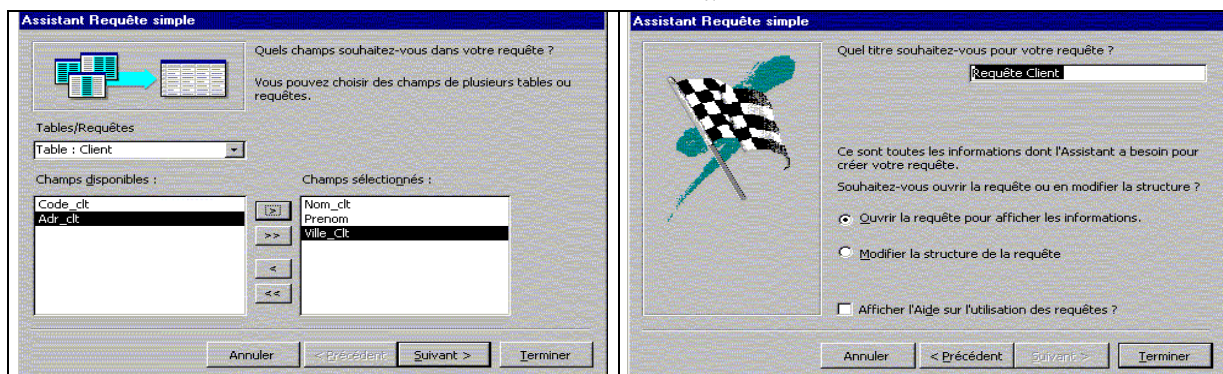 Assistant Requête simple
Quels champs souhaitez-vous dans votre requête ?
Vous pouvez choisir des champs de plusieurs tables ou
requêtes.
Tables/Requêtes
Table : Client
Champs disponibles :
Champs sélectionnés :
Code_clt
Adr_clt
>
>>
<
<<
Nom_clt
Prenom
Ville_Clt
Annuler
< Précédent
Suivant >
Terminer
Assistant Requête simple
Quel titre souhaitez-vous pour votre requête ?
Requête Client
Ce sont toutes les informations dont l'Assistant a besoin pour
créer votre requête.
Souhaitez-vous ouvrir la requête ou en modifier la structure ?
Ouvrir la requête pour afficher les informations.
Modifier la structure de la requête
Afficher l'Aide sur l'utilisation des requêtes ?
Annuler
< Précédent
Suivant >
Terminer